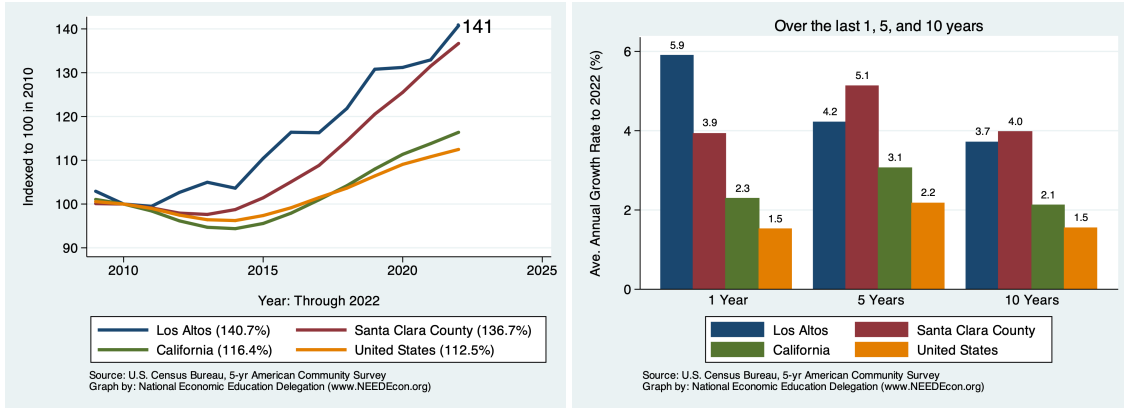 141
140
130
120
110
100
90
Indexed to 100 in 2010
2010
2015
2020
2025
Year: Through 2022
Los Altos (140.7%)
Santa Clara County (136.7%)
California (116.4%)
United States (112.5%)
Source: U.S. Census Bureau, 5-yr American Community Survey
Graph by: National Economic Education Delegation (www.NEEDEcon.org)
Over the last 1, 5, and 10 years
Ave. Annual Growth Rate to 2022 (%)
6
4
2
0
5.9
3.9
2.3
1.5
4.2
5.1
3.1
2.2
3.7
4.0
2.1
1.5
1 Year
5 Years
10 Years
Los Altos
Santa Clara County
California
United States
Source: U.S. Census Bureau, 5-yr American Community Survey
Graph by: National Economic Education Delegation (www.NEEDEcon.org)